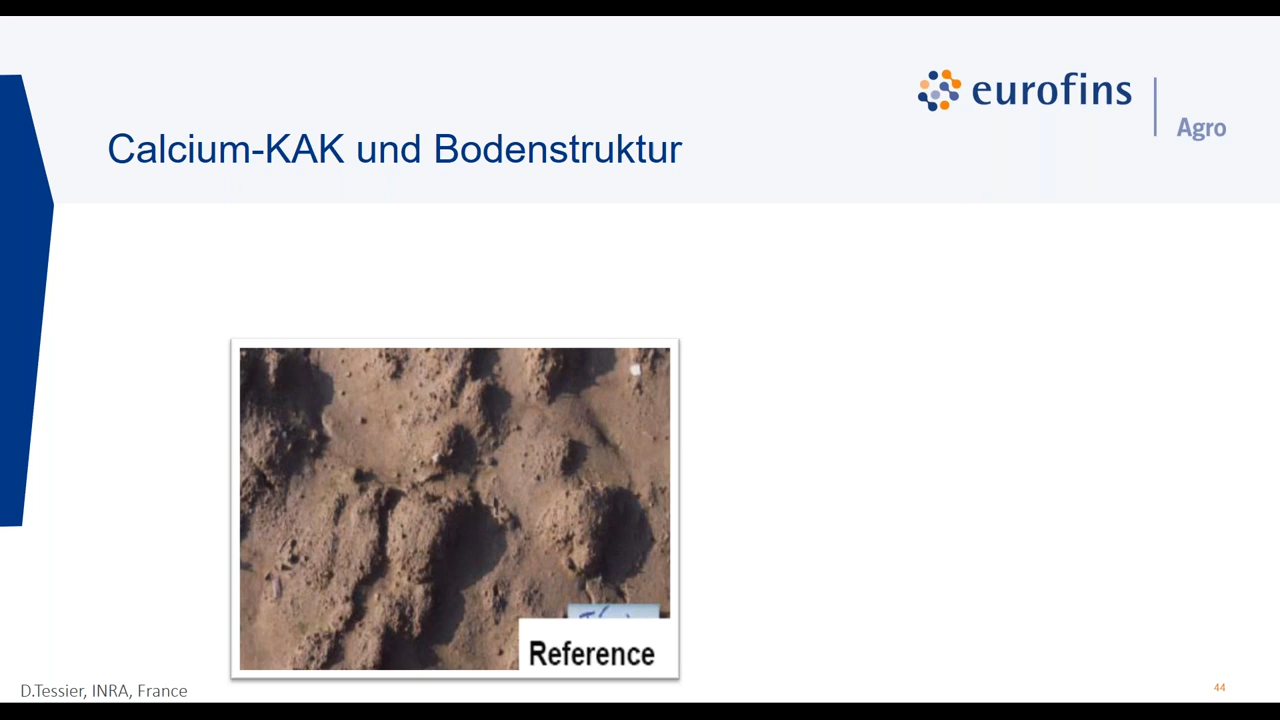 eurofins
Agro
Calcium-KAK und Bodenstruktur
Reference
D.Tessier, INRA, France
44